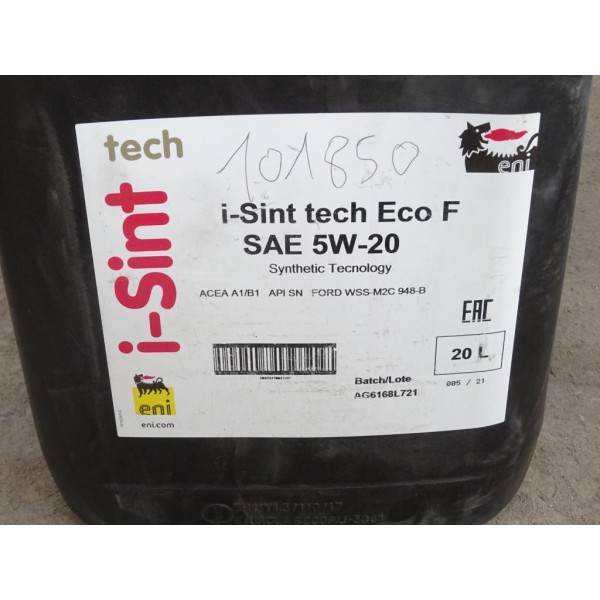 tech
i-Sint
101850
eni
i-Sint tech Eco F
SAE 5W-20
Synthetic Tecnology
ACEA A1/B1 API SN FORD WSS-M2C 948-B
EAC
20 L
Batch/Lote
AG6168L721
005 / 21
eni
eni.com